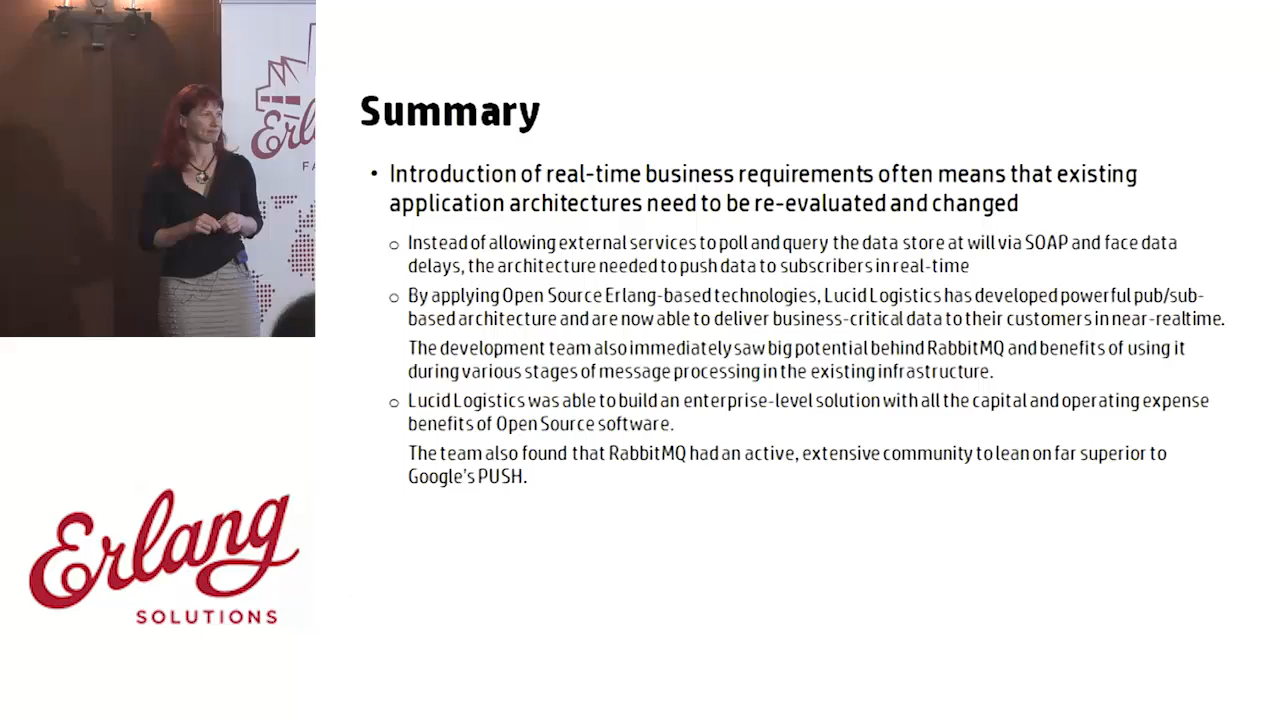 Summary
• Introduction of real-time business requirements often means that existing
application architectures need to be re-evaluated and changed
o Instead of allowing external services to poll and query the data store at will via SOAP and face data
delays, the architecture needed to push data to subscribers in real-time
o By applying Open Source Erlang-based technologies, Lucid Logistics has developed powerful pub/sub-
based architecture and are now able to deliver business-critical data to their customers in near-realtime.
The development team also immediately saw big potential behind RabbitMQ and benefits of using it
during various stages of message processing in the existing infrastructure.
o Lucid Logistics was able to build an enterprise-level solution with all the capital and operating expense
benefits of Open Source software.
The team also found that RabbitMQ had an active, extensive community to lean on far superior to
Google's PUSH.
Erlang
SOLUTIONS